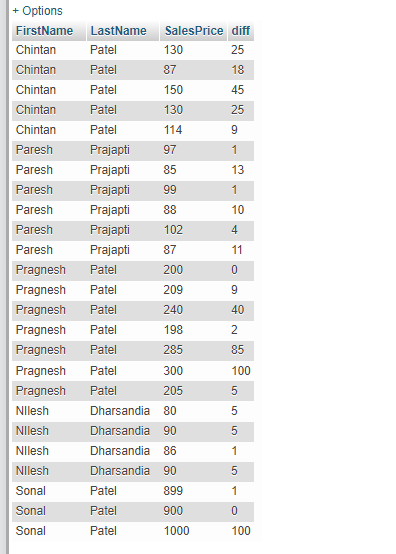 + Options
FirstName LastName SalesPrice diff
Chintan Patel 130 25
Chintan Patel 87 18
Chintan Patel 150 45
Chintan Patel 130 25
Chintan Patel 114 9
Paresh Prajapti 97 1
Paresh Prajapti 85 13
Paresh Prajapti 99 1
Paresh Prajapti 88 10
Paresh Prajapti 102 4
Paresh Prajapti 87 11
Pragnesh Patel 200 0
Pragnesh Patel 209 9
Pragnesh Patel 240 40
Pragnesh Patel 198 2
Pragnesh Patel 285 85
Pragnesh Patel 300 100
Pragnesh Patel 205 5
NIlesh Dharsandia 80 5
NIlesh Dharsandia 90 5
NIlesh Dharsandia 86 1
NIlesh Dharsandia 90 5
Sonal Patel 899 1
Sonal Patel 900 0
Sonal Patel 1000 100